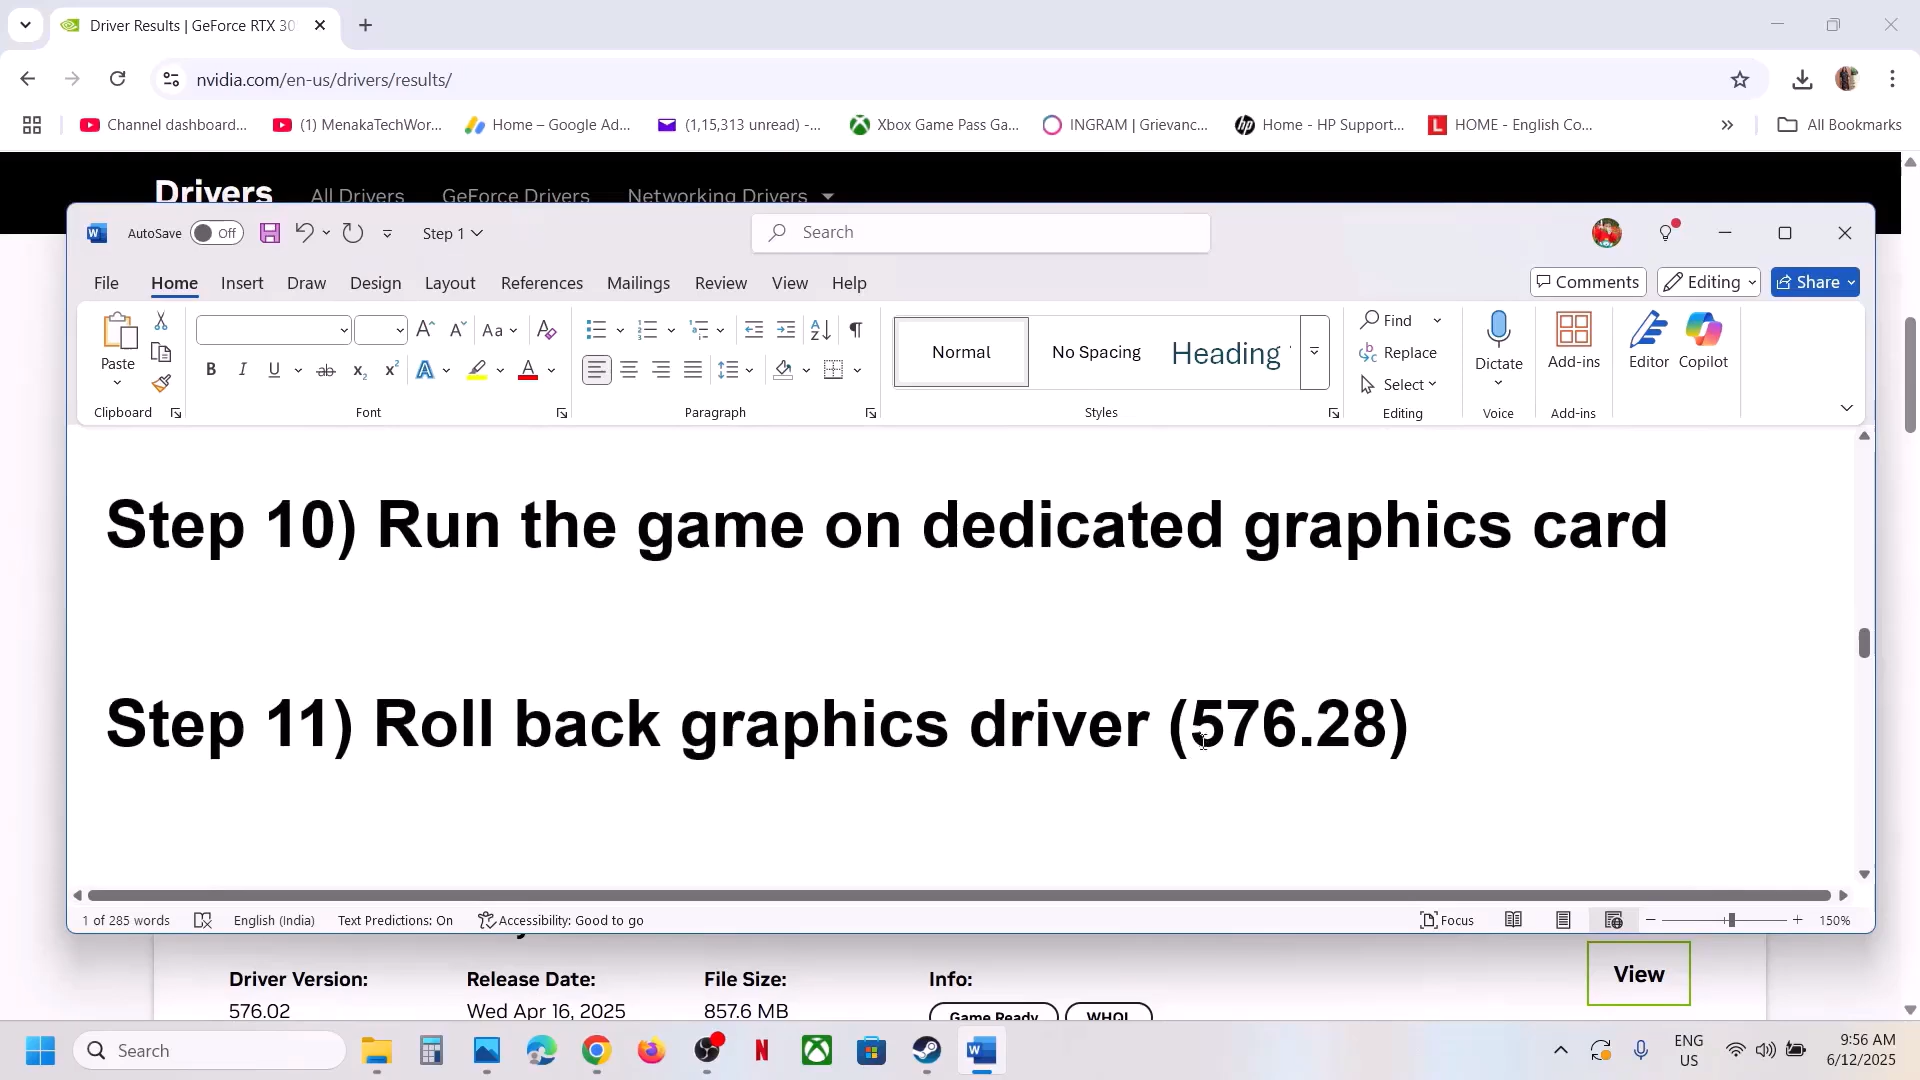 Driver Results | GeForce RTX 30
nvidia.com/en-us/drivers/results/
Channel dashboard...
(1) MenakaTechWor...
Home – Google Ad...
(1,15,313 unread) -...
Xbox Game Pass Ga...
INGRAM | Grievanc...
Home - HP Support...
HOME - English Co...
All Bookmarks
Drivers All Drivers GeForce Drivers Networking Drivers
AutoSave Off Step 1 Search
File Home Insert Draw Design Layout References Mailings Review View Help
Comments Editing Share
Paste
Clipboard
Font
Paragraph
Normal No Spacing Heading
Styles
Find
Replace
Select
Editing
Dictate
Voice
Add-ins
Add-ins
Editor Copilot
Step 10) Run the game on dedicated graphics card
Step 11) Roll back graphics driver (576.28)
1 of 285 words English (India) Text Predictions: On Accessibility: Good to go Focus 150%
Driver Version: Release Date: File Size: Info:
576.02 Wed Apr 16, 2025 857.6 MB Game Ready WHQL
View
Search
ENG
US
9:56 AM
6/12/2025